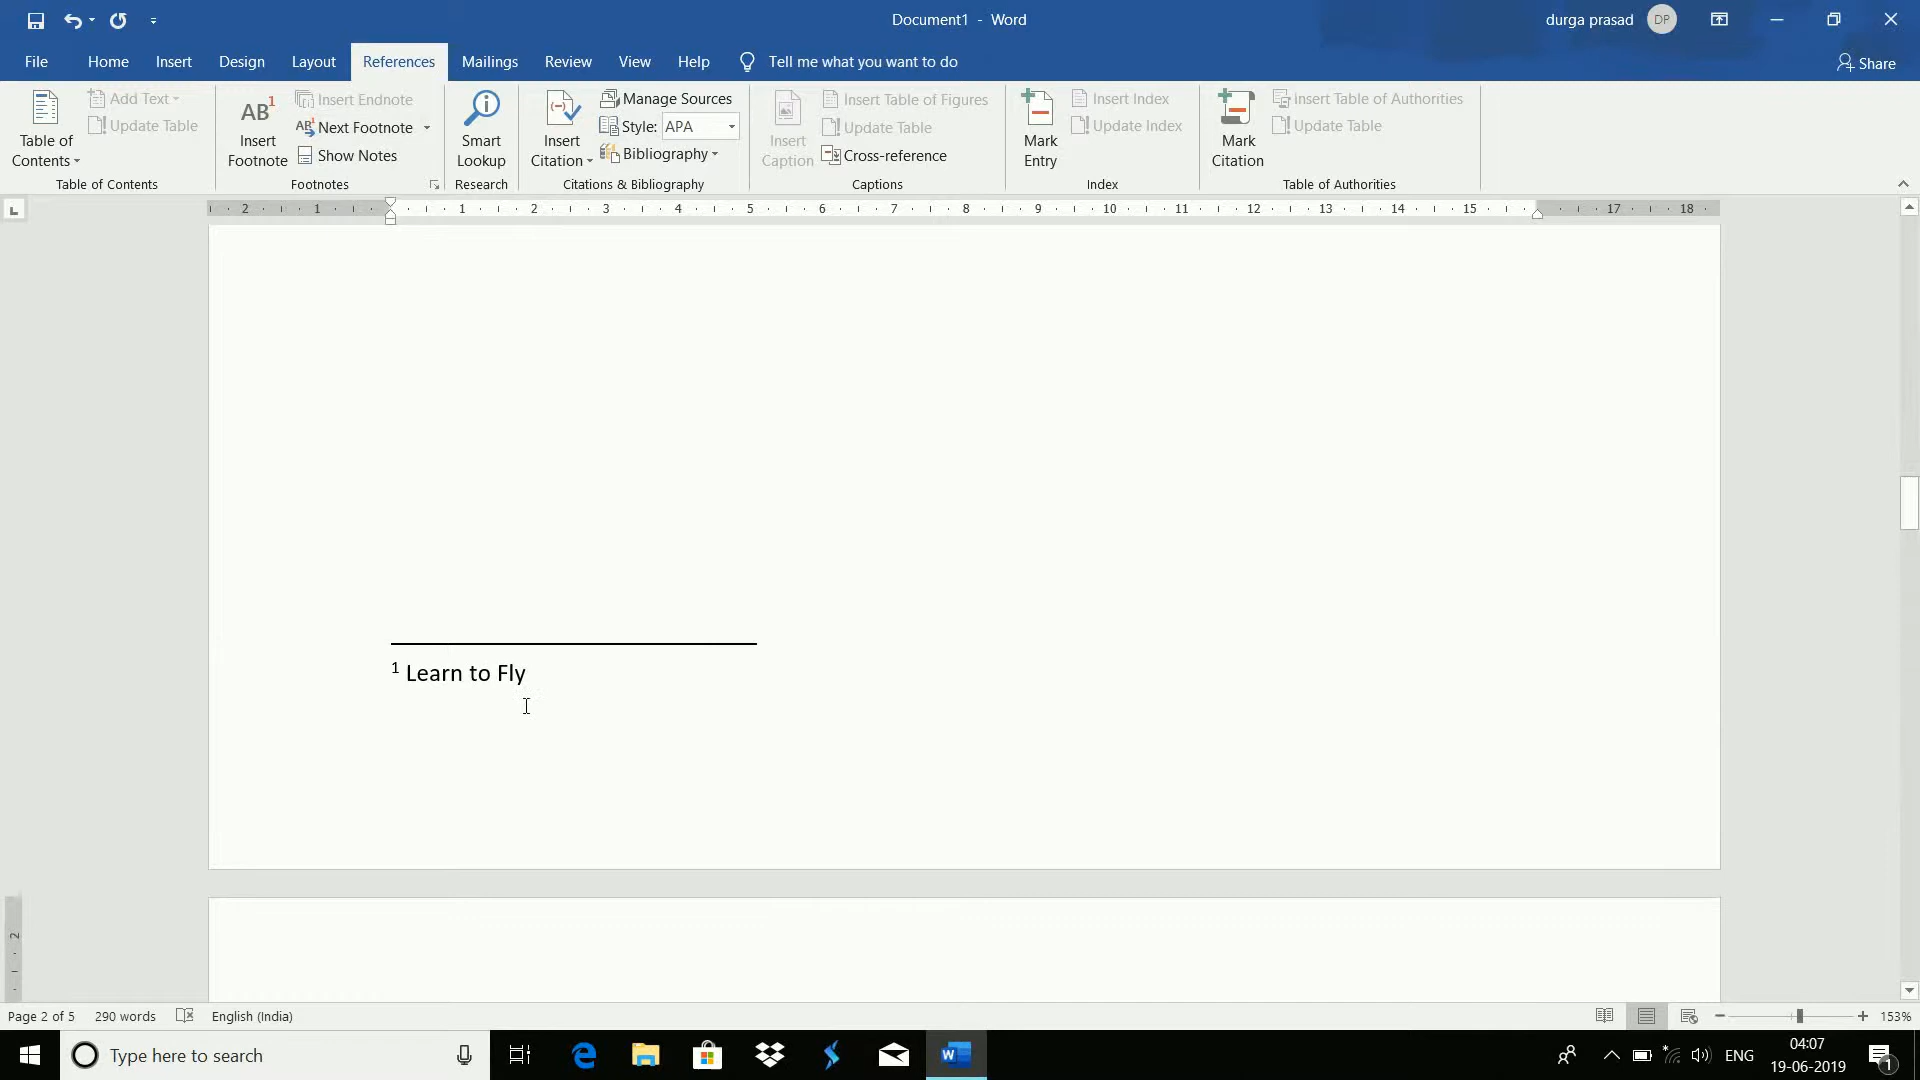 Document1 - Word
durga prasad DP
File Home Insert Design Layout References Mailings Review View Help Tell me what you want to do Share
Table of Contents
Add Text
Update Table
Table of Contents
AB1 Insert Footnote
Insert Endnote
AB1 Next Footnote
Show Notes
Footnotes
Smart Lookup
Research
Insert Citation
Manage Sources
Style: APA
Bibliography
Citations & Bibliography
Insert Caption
Insert Table of Figures
Update Table
Cross-reference
Captions
Mark Entry
Insert Index
Update Index
Index
Mark Citation
Insert Table of Authorities
Update Table
Table of Authorities
L 2 1 1 2 3 4 5 6 7 8 9 10 11 12 13 14 15 17 18
1 Learn to Fly
2
Page 2 of 5 290 words English (India) 153%
Type here to search
W
ENG
04:07
19-06-2019
1